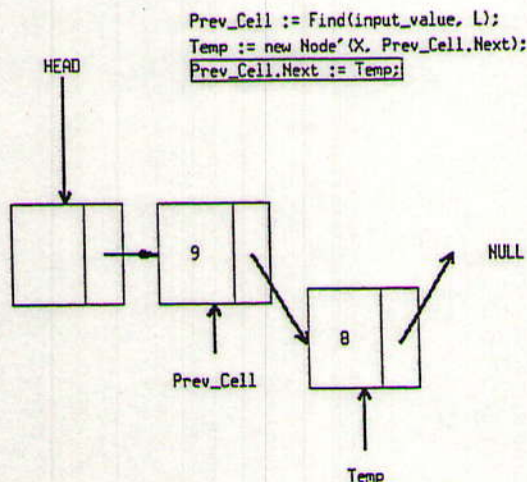 Prev_Cell := Find(input_value, L);
Temp := new Node'(X, Prev_Cell.Next);
Prev_Cell.Next := Temp;
HEAD
9
NULL
8
Prev_Cell
Temp